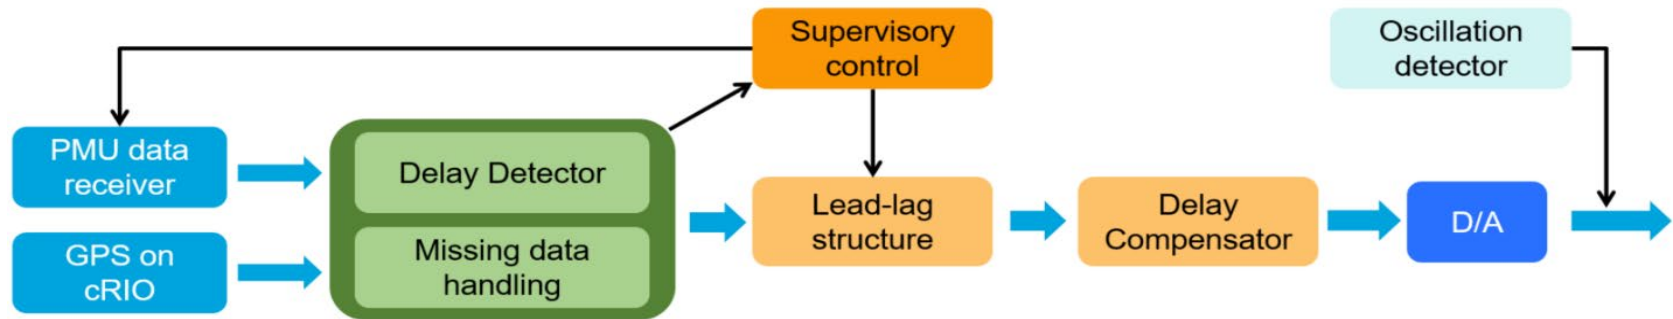 Supervisory
control
Oscillation
detector
PMU data
receiver
Delay Detector
Lead-lag
structure
Delay
Compensator
D/A
GPS on
cRIO
Missing data
handling